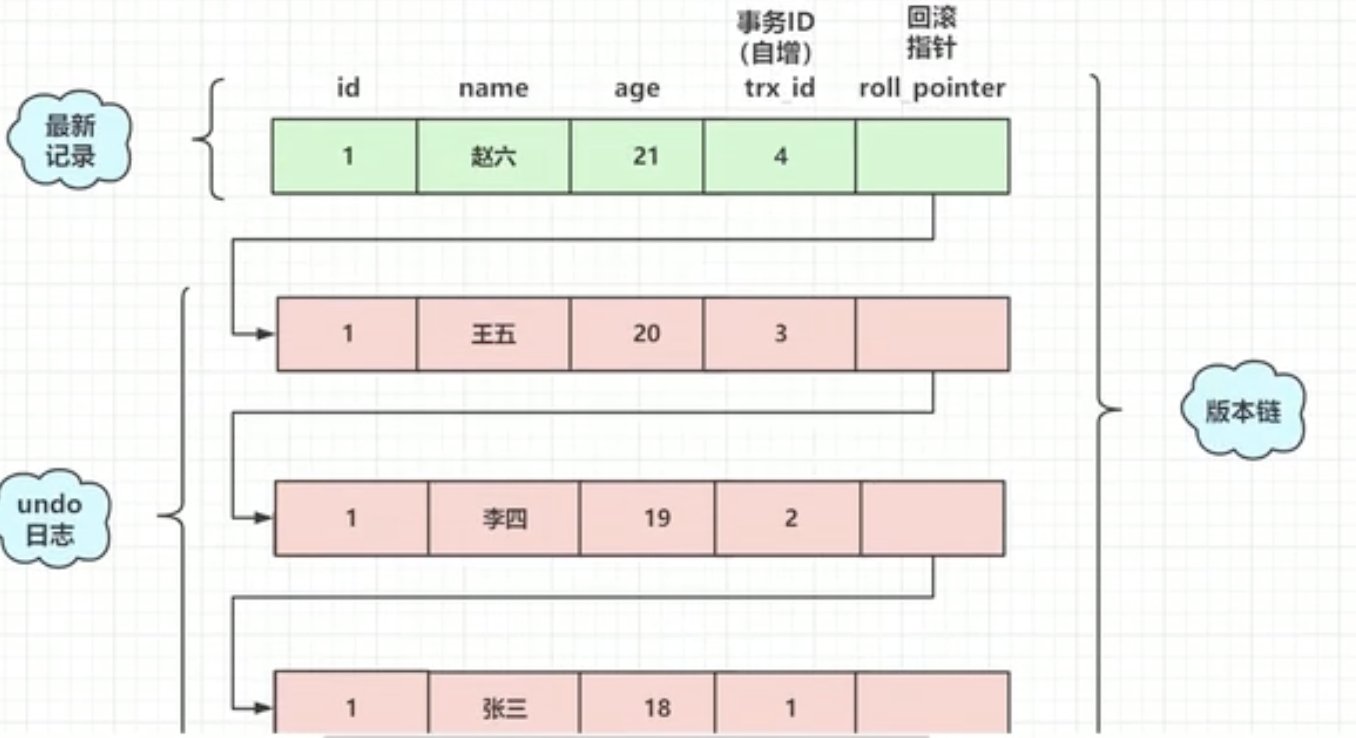 事务ID
(自增)
回滚
指针
id name age trx_id roll_pointer
最新
记录
1 赵六 21 4
1 王五 20 3
版本链
undo
日志
1 李四 19 2
1 张三 18 1